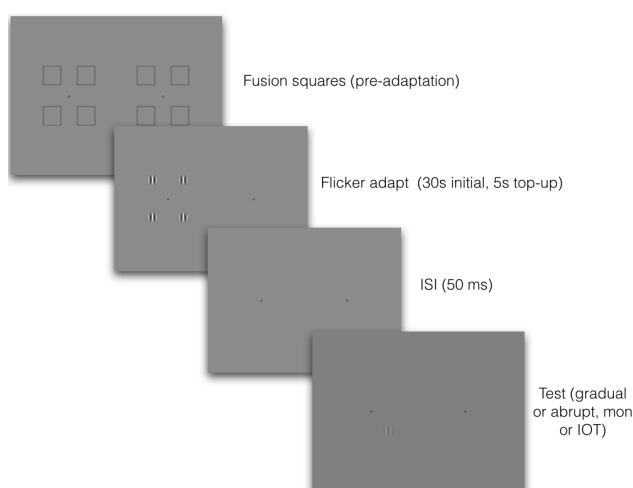 Fusion squares (pre-adaptation)
Flicker adapt (30s initial, 5s top-up)
ISI (50 ms)
Test (gradual
or abrupt, mon
or IOT)